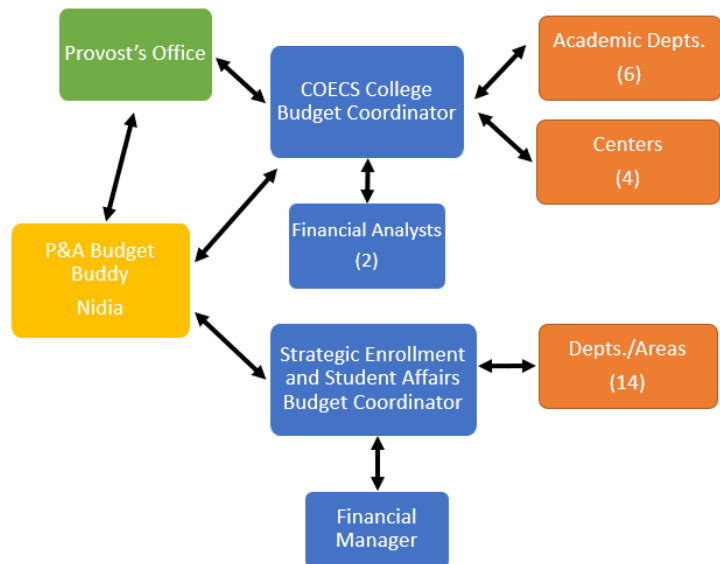 Provost's Office
COECS College
Budget Coordinator
Academic Depts.
(6)
Centers
(4)
Financial Analysts
(2)
P&A Budget
Buddy
Nidia
Strategic Enrollment
and Student Affairs
Budget Coordinator
Depts./Areas
(14)
Financial
Manager